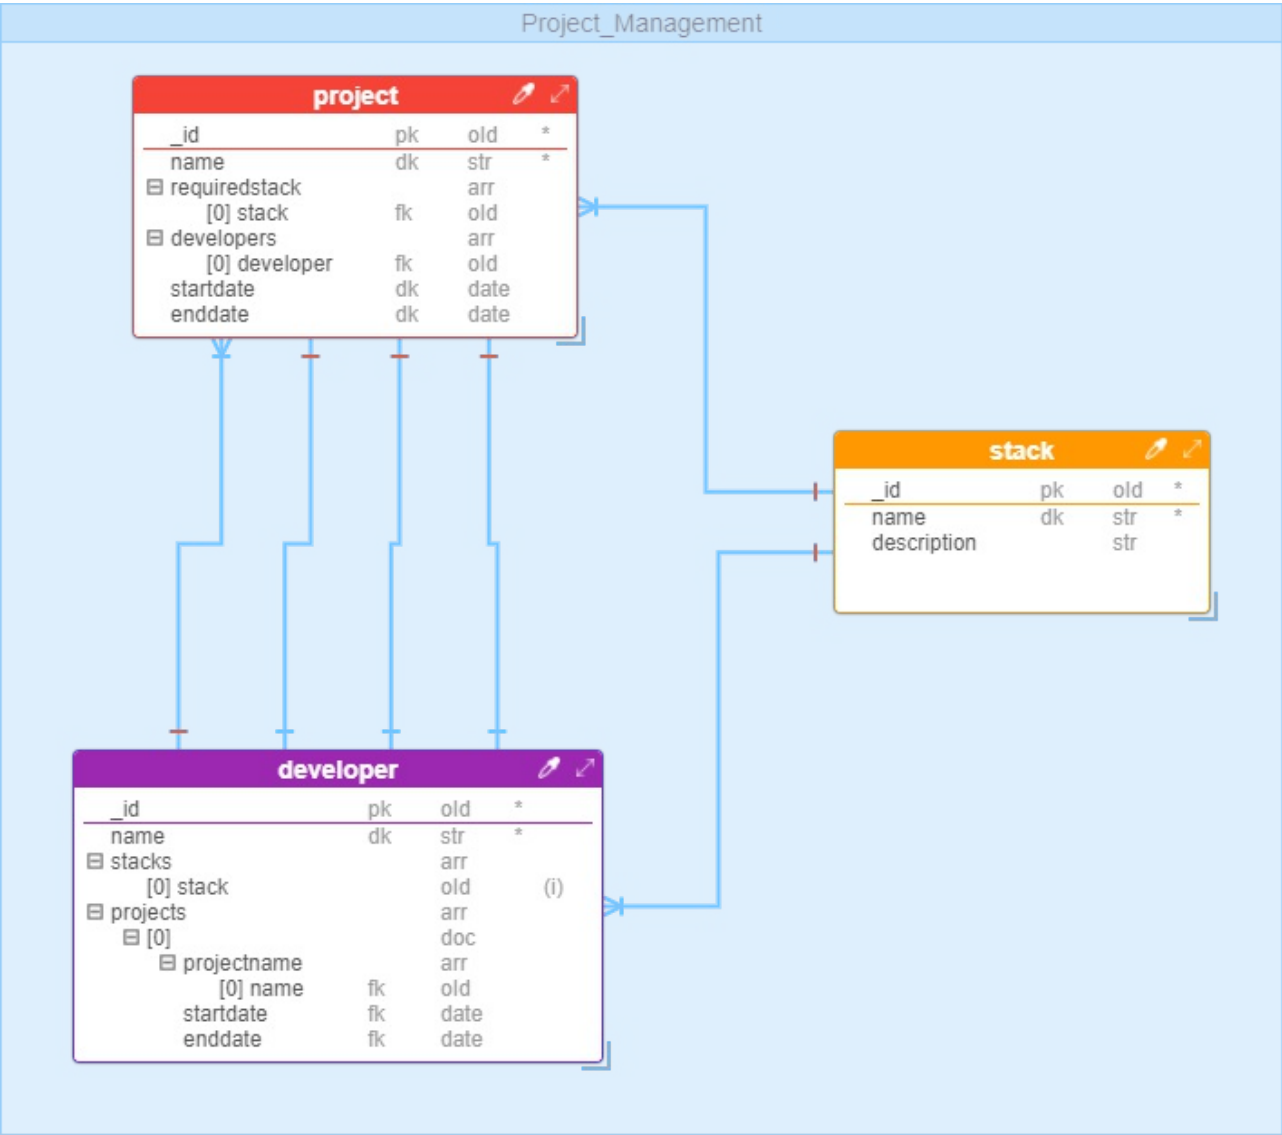 Project_Management
project
_id pk oId *
name dk str *
requiredstack arr
[0] stack fk oId
developers arr
[0] developer fk oId
startdate dk date
enddate dk date
stack
_id pk oId *
name dk str *
description str
developer
_id pk oId *
name dk str *
stacks arr
[0] stack oId (i)
projects arr
[0] doc
projectname arr
[0] name fk oId
startdate fk date
enddate fk date